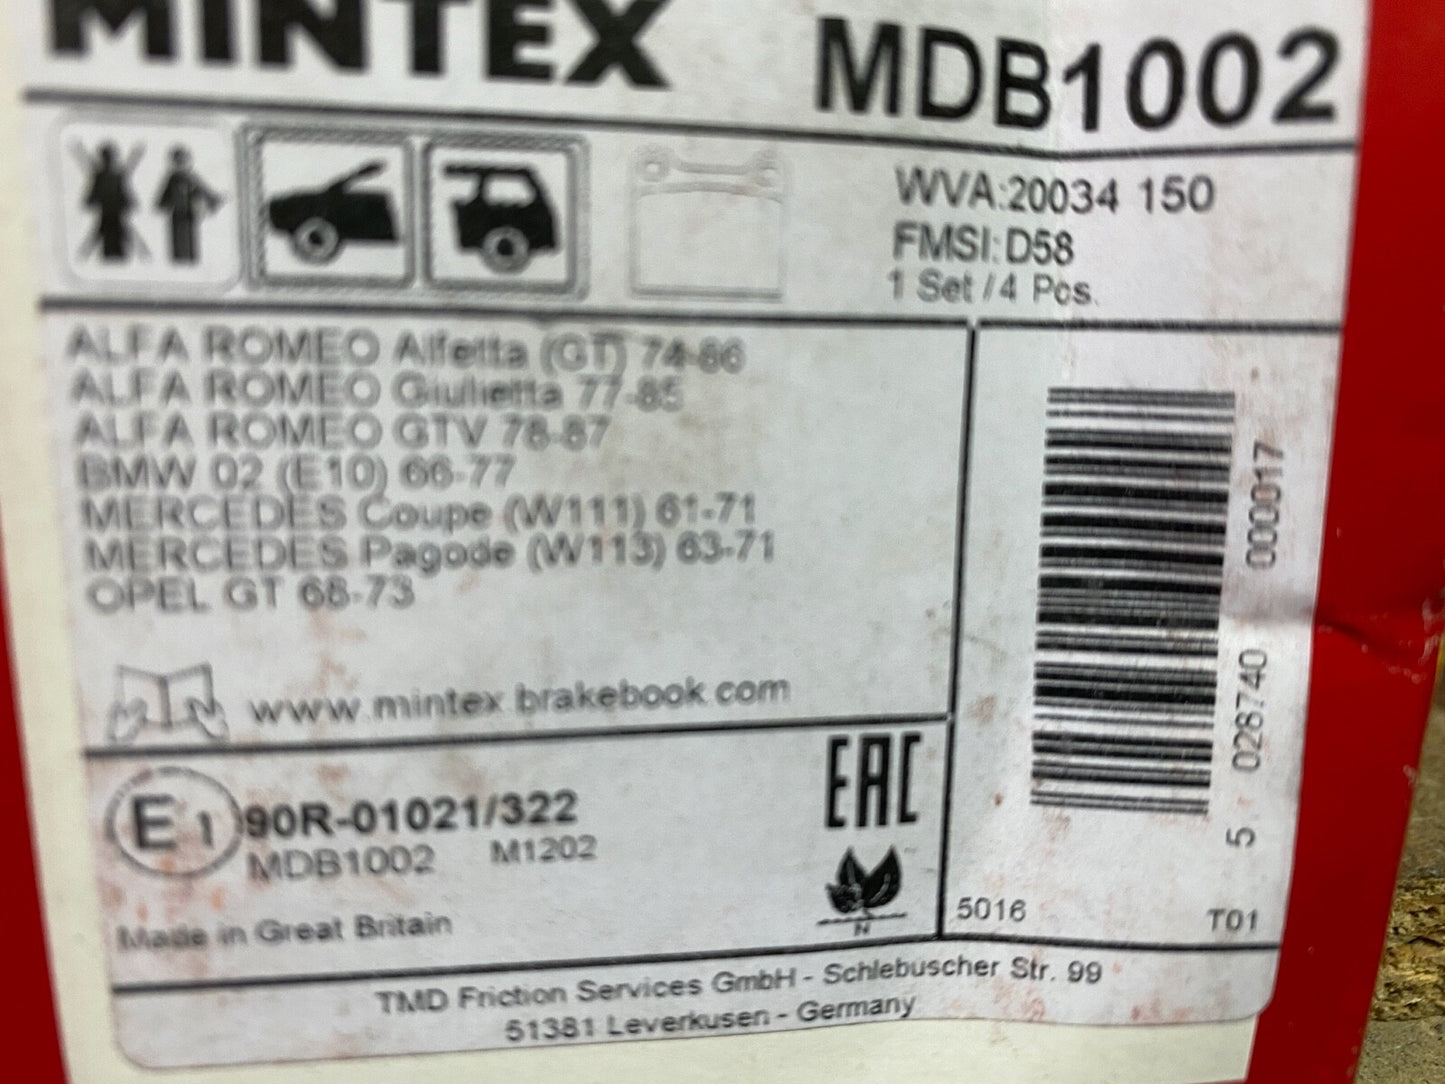 MINTEX MDB1002
WVA:20034 150
FMSI:D58
1 Set / 4 Pcs.
ALFA ROMEO Alfetta (GT) 74-86
ALFA ROMEO Giulietta 77-85
ALFA ROMEO GTV 78-87
BMW 02 (E10) 66-77
MERCEDES Coupe (W111) 61-71
MERCEDES Pagode (W113) 63-71
OPEL GT 68-73
www.mintex.brakebook.com
E1 90R-01021/322
MDB1002 M1202
EAC
N
Made in Great Britain
5 028740 000017
5016 T01
TMD Friction Services GmbH - Schlebuscher Str. 99
51381 Leverkusen - Germany